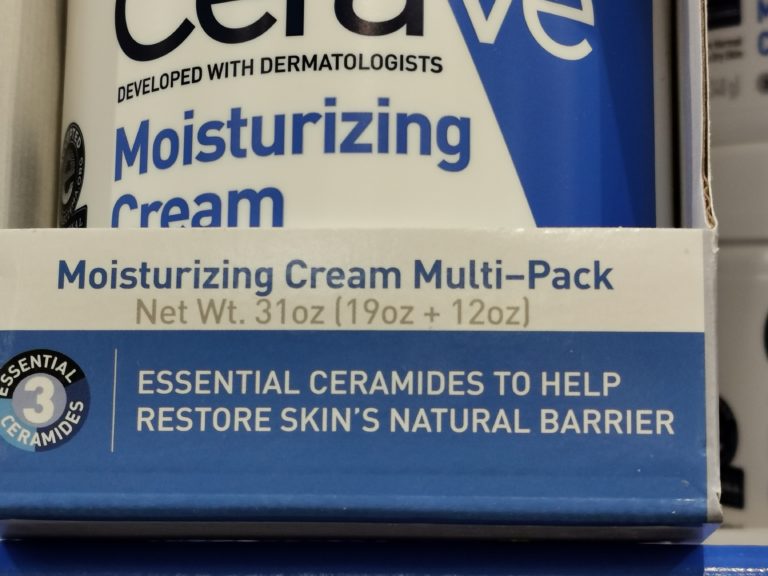 CeraVe
DEVELOPED WITH DERMATOLOGISTS
Moisturizing
Cream
Moisturizing Cream Multi-Pack
Net Wt. 31oz (19oz + 12oz)
ESSENTIAL
3
CERAMIDES
ESSENTIAL CERAMIDES TO HELP
RESTORE SKIN'S NATURAL BARRIER